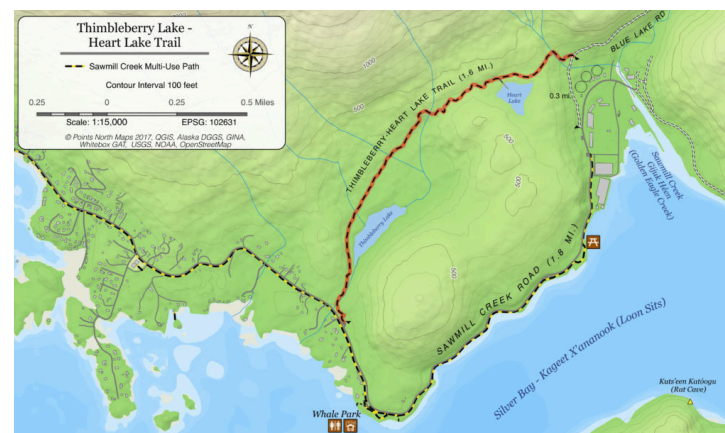 Thimbleberry Lake -
Heart Lake Trail
N
Sawmill Creek Multi-Use Path
Contour Interval 100 feet
0.25 0 0.25 0.5 Miles
Scale: 1:15,000 EPSG: 102631
© Points North Maps 2017, QGIS, Alaska DGGS, GINA,
Whitebox GAT, USGS, NOAA, OpenStreetMap
1000
500
BLUE LAKE RD
THIMBLEBERRY-HEART LAKE TRAIL (1.6 MI.)
Heart
Lake
0.3 mi.
500
500
Sawmill Creek
Gijuk Héen
(Golden Eagle Creek)
Thimbleberry Lake
500
SAWMILL CREEK ROAD (1.8 MI.)
Silver Bay - Kageet X'ananook (Loon Sits)
Kuts'een Katóogu
(Rat Cave)
Whale Park